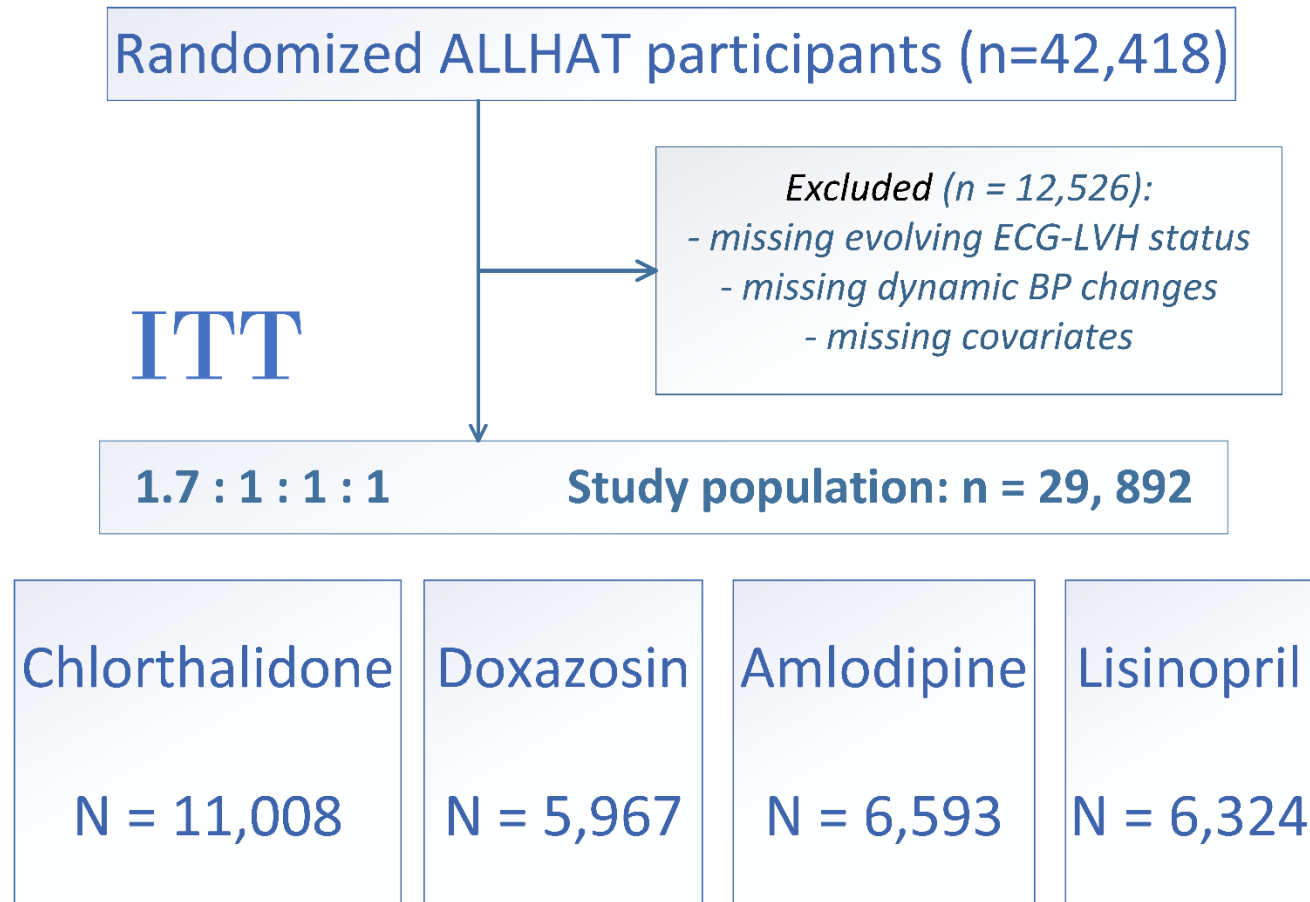 Randomized ALLHAT participants (n=42,418)
Excluded (n = 12,526):
- missing evolving ECG-LVH status
- missing dynamic BP changes
- missing covariates
ITT
1.7 : 1 : 1 : 1 Study population: n = 29, 892
Chlorthalidone
N = 11,008
Doxazosin
N = 5,967
Amlodipine
N = 6,593
Lisinopril
N = 6,324